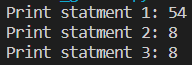 Print statment 1: 54
Print statment 2: 8
Print statment 3: 8